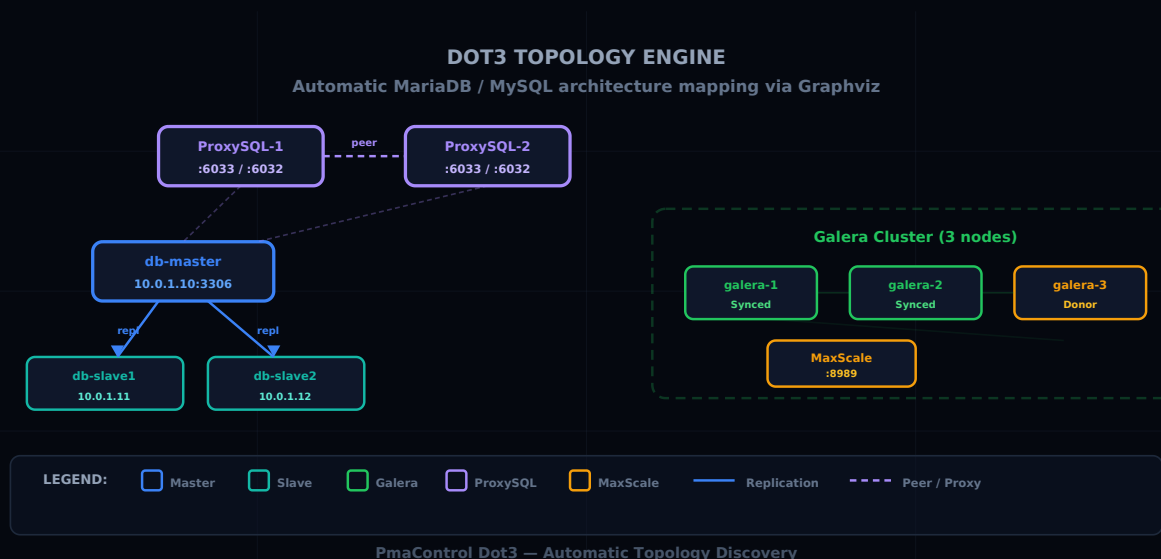 DOT3 TOPOLOGY ENGINE
Automatic MariaDB / MySQL architecture mapping via Graphviz
ProxySQL-1
:6033 / :6032
peer
ProxySQL-2
:6033 / :6032
db-master
10.0.1.10:3306
repl
repl
db-slave1
10.0.1.11
db-slave2
10.0.1.12
Galera Cluster (3 nodes)
galera-1
Synced
galera-2
Synced
galera-3
Donor
MaxScale
:8989
LEGEND:
Master
Slave
Galera
ProxySQL
MaxScale
Replication
Peer / Proxy
PmaControl Dot3 — Automatic Topology Discovery